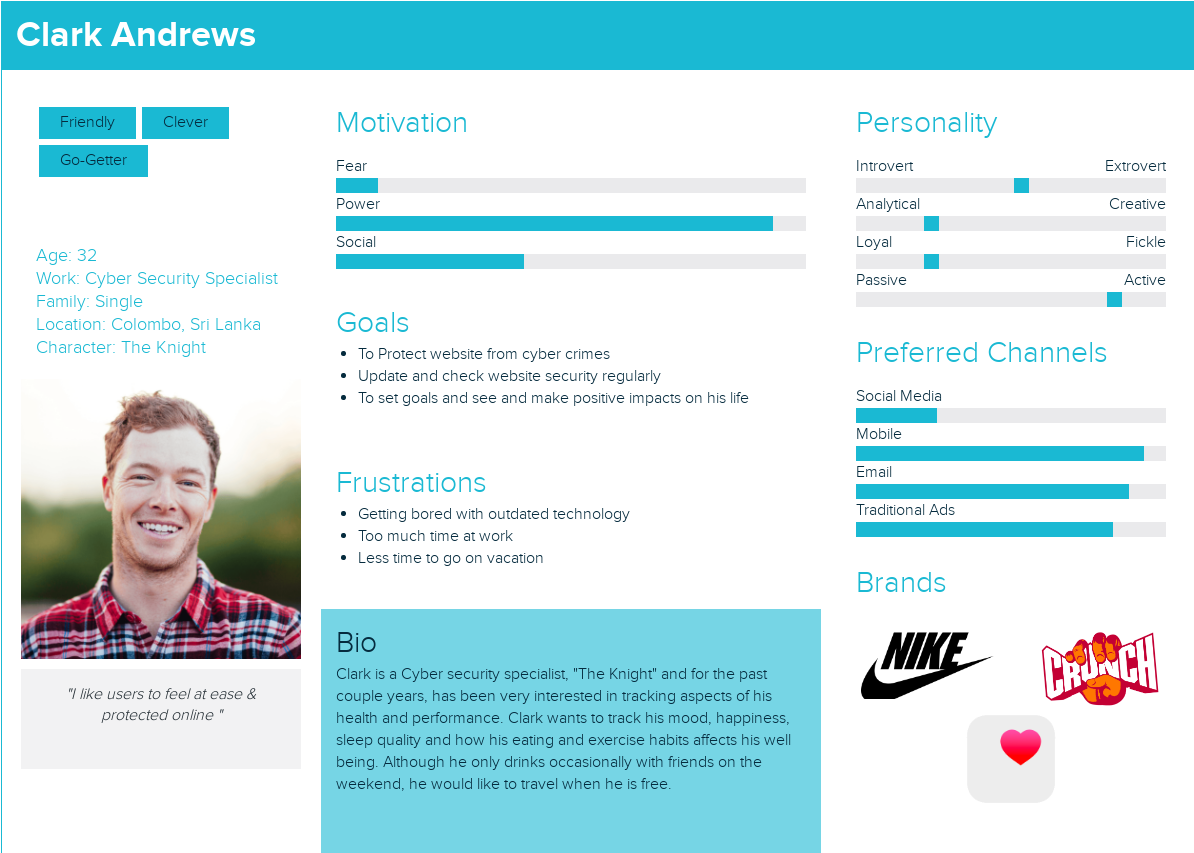 Clark Andrews
Friendly
Clever
Go-Getter
Age: 32
Work: Cyber Security Specialist
Family: Single
Location: Colombo, Sri Lanka
Character: The Knight
"I like users to feel at ease &
protected online "
Motivation
Fear
Power
Social
Goals
To Protect website from cyber crimes
Update and check website security regularly
To set goals and see and make positive impacts on his life
Frustrations
Getting bored with outdated technology
Too much time at work
Less time to go on vacation
Bio
Clark is a Cyber security specialist, "The Knight" and for the past
couple years, has been very interested in tracking aspects of his
health and performance. Clark wants to track his mood, happiness,
sleep quality and how his eating and exercise habits affects his well
being. Although he only drinks occasionally with friends on the
weekend, he would like to travel when he is free.
Personality
Introvert Extrovert
Analytical Creative
Loyal Fickle
Passive Active
Preferred Channels
Social Media
Mobile
Email
Traditional Ads
Brands
NIKE
CRUNCH